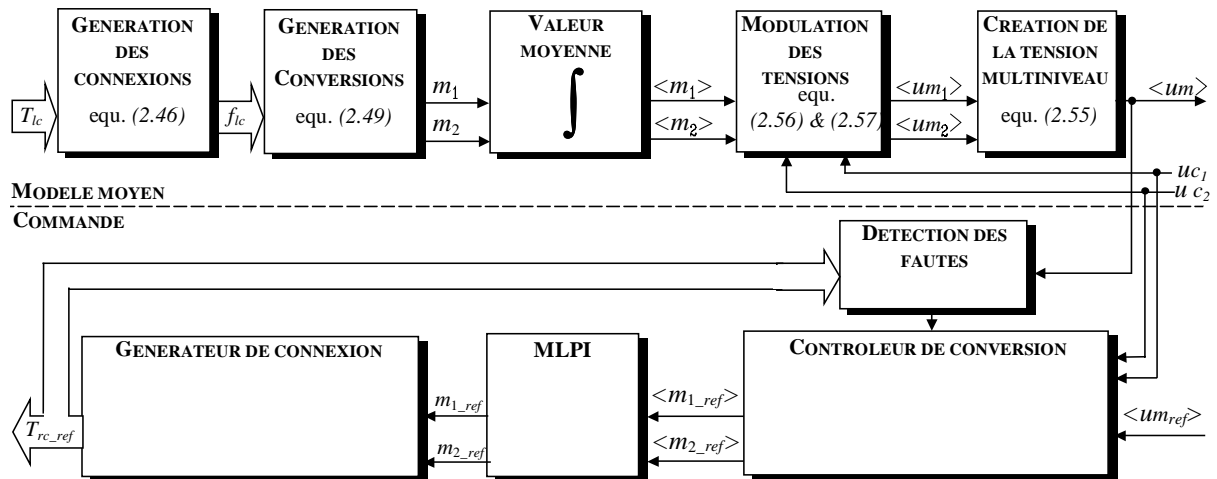 GENERATION
DES
CONNEXIONS
equ. (2.46)
GENERATION
DES
CONVERSIONS
equ. (2.49)
VALEUR
MOYENNE
∫
MODULATION
DES
TENSIONS
equ.
(2.56) & (2.57)
CREATION DE
LA TENSION
MULTINIVEAU
equ. (2.55)
T_lc
f_lc
m_1
m_2
<m_1>
<m_2>
<um_1>
<um_2>
<um>
uc_1
u c_2
MODELE MOYEN
COMMANDE
DETECTION DES
FAUTES
GENERATEUR DE CONNEXION
MLPI
CONTROLEUR DE CONVERSION
T_rc_ref
m_1_ref
m_2_ref
<m_1_ref>
<m_2_ref>
<um_ref>